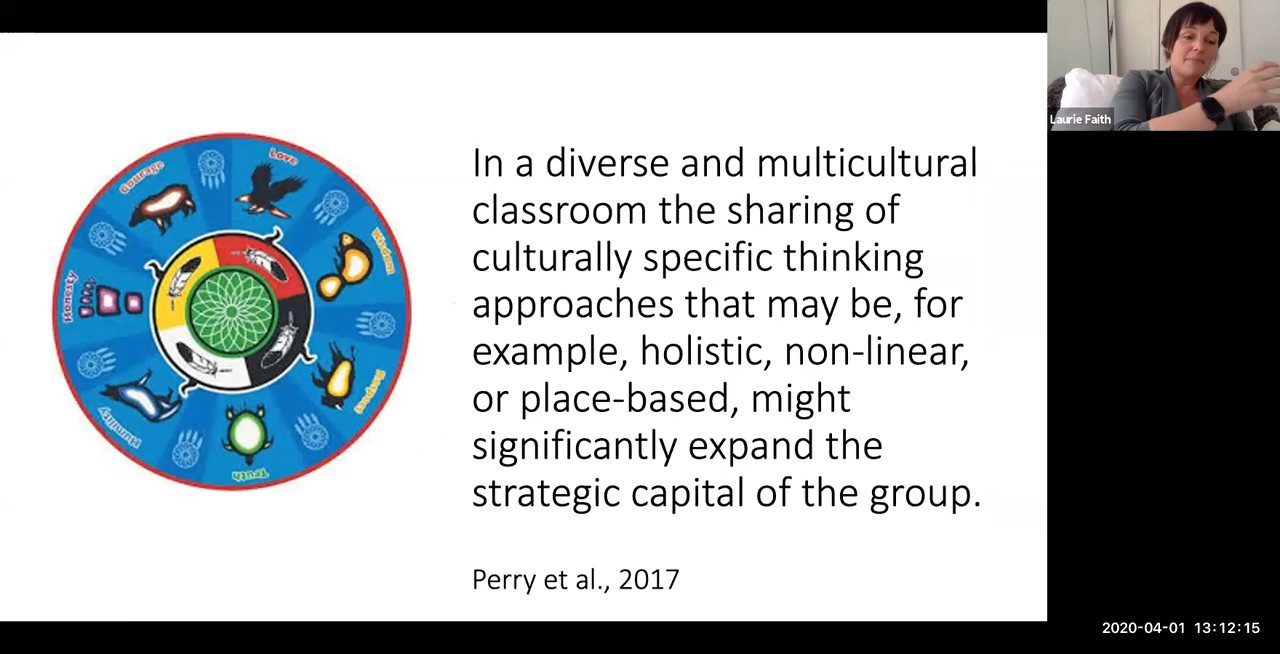 Courage
Love
Wisdom
Respect
Truth
Humility
Honesty
In a diverse and multicultural
classroom the sharing of
culturally specific thinking
approaches that may be, for
example, holistic, non-linear,
or place-based, might
significantly expand the
strategic capital of the group.
Perry et al., 2017
Laurie Faith
2020-04-01 13:12:15